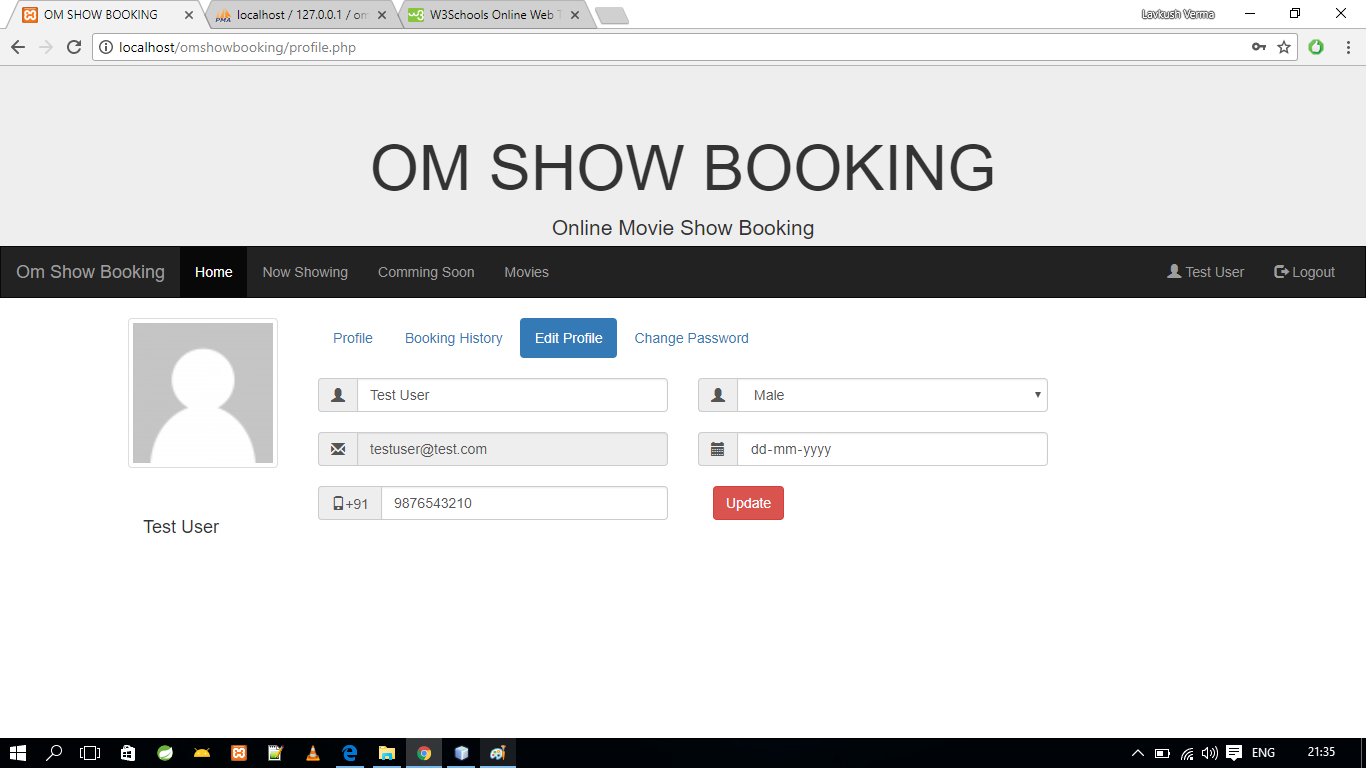 OM SHOW BOOKING
localhost / 127.0.0.1 / om
W3Schools Online Web T
Lavkush Verma
localhost/omshowbooking/profile.php
OM SHOW BOOKING
Online Movie Show Booking
Om Show Booking Home Now Showing Comming Soon Movies Test User Logout
Profile Booking History Edit Profile Change Password
Test User Male
testuser@test.com dd-mm-yyyy
+91 9876543210 Update
Test User
ENG 21:35